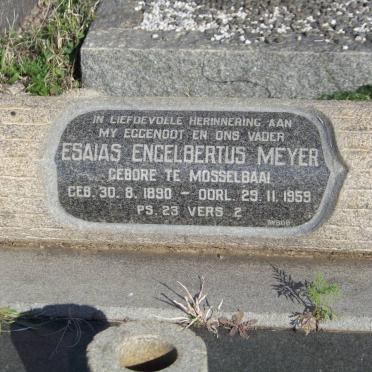 IN LIEFDEVOLLE HERINNERING AAN
MY EGGENOOT EN ONS VADER
ESAIAS ENGELBERTUS MEYER
GEBORE TE MOSSELBAAI
GEB. 30. 8. 1890 - OORL. 29. 11. 1959
PS. 23 VERS 2